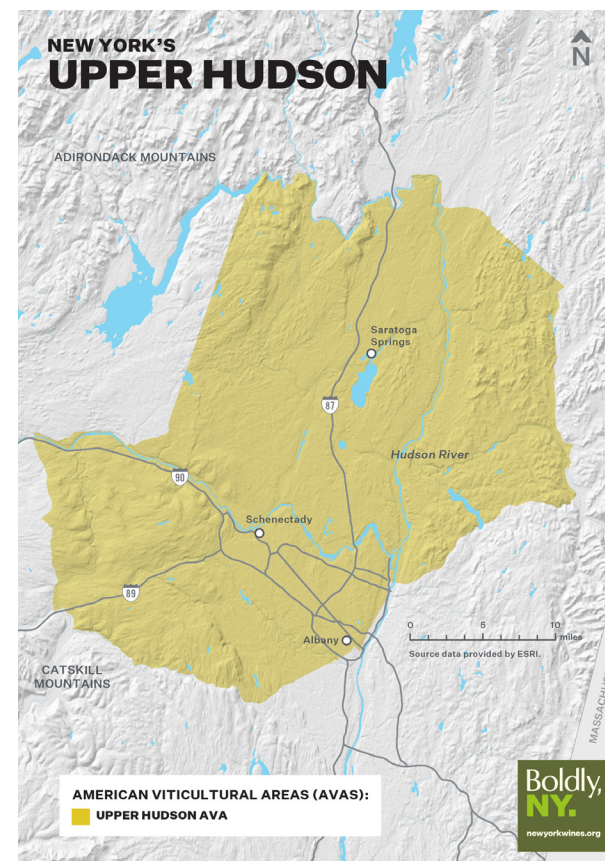 NEW YORK'S
UPPER HUDSON
N
ADIRONDACK MOUNTAINS
Saratoga
Springs
87
Hudson River
90
Schenectady
89
Albany
0 5 10
miles
Source data provided by ESRI.
CATSKILL
MOUNTAINS
AMERICAN VITICULTURAL AREAS (AVAS):
UPPER HUDSON AVA
Boldly,
NY.
newyorkwines.org